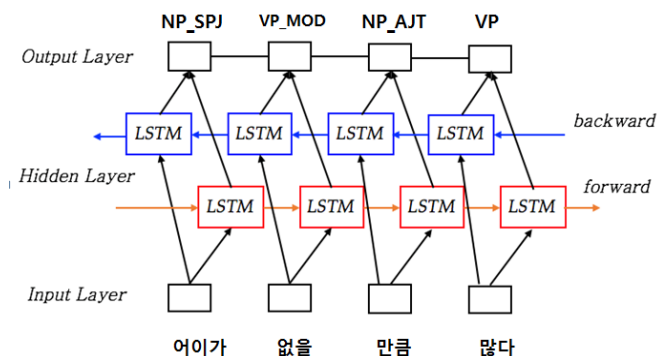 NP_SPJ VP_MOD NP_AJT VP
Output Layer
LSTM LSTM LSTM LSTM backward
Hidden Layer
LSTM LSTM LSTM LSTM forward
Input Layer
어이가 없을 만큼 많다